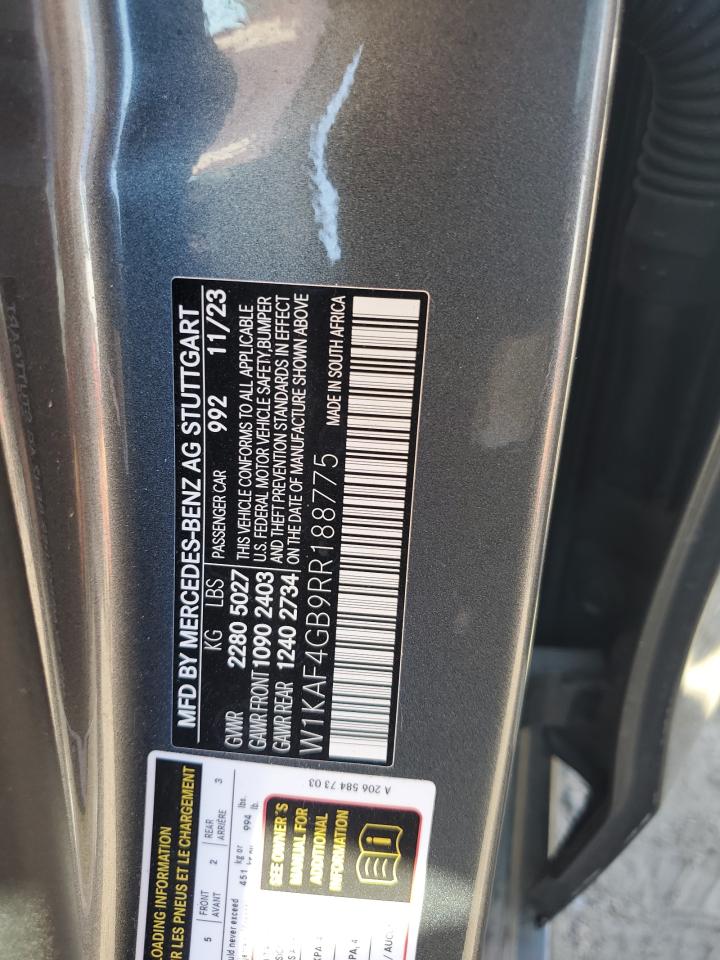 MFD BY MERCEDES-BENZ AG STUTTGART
KG LBS PASSENGER CAR 992 11/23
GVWR 2280 5027 THIS VEHICLE CONFORMS TO ALL APPLICABLE
GAWR FRONT 1090 2403 U.S. FEDERAL MOTOR VEHICLE SAFETY,BUMPER
GAWR REAR 1240 2734 AND THEFT PREVENTION STANDARDS IN EFFECT
ON THE DATE OF MANUFACTURE SHOWN ABOVE
W1KAF4GB9RR188775 MADE IN SOUTH AFRICA
LOADING INFORMATION
R LES PNEUS ET LE CHARGEMENT
5 FRONT AVANT 2 REAR ARRIÈRE 3
ould never exceed 451 kg or 994 lbs.
lb.
SEE OWNER'S
MANUAL FOR
ADDITIONAL
INFORMATION
A 206 584 73 03